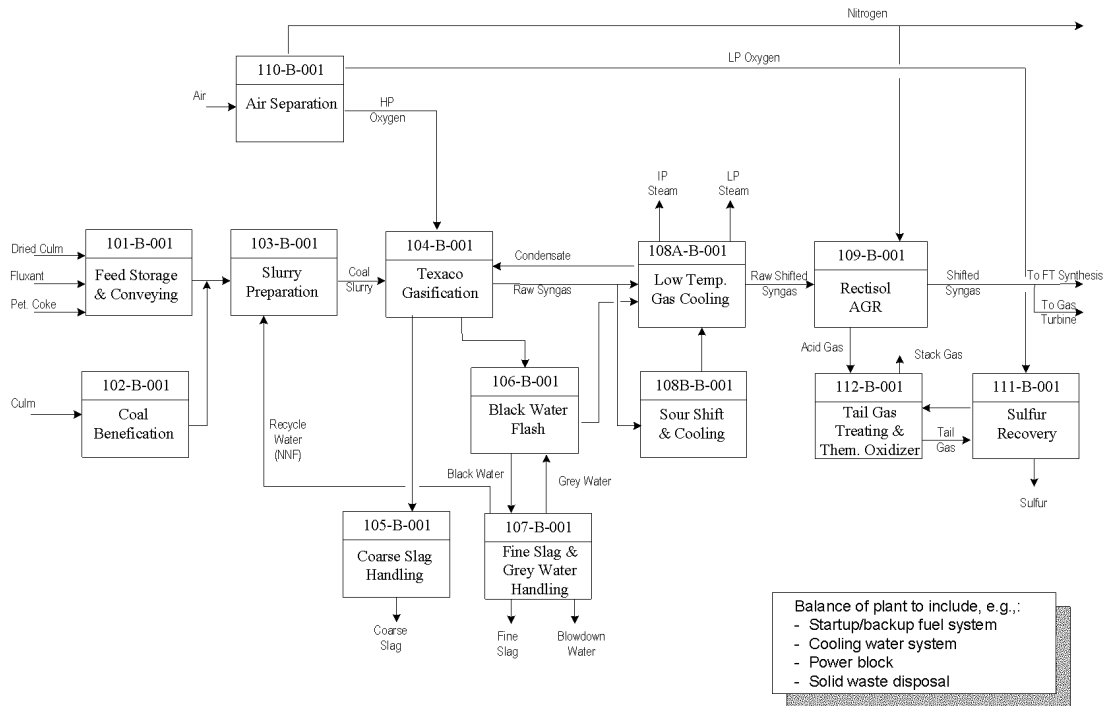 Nitrogen
110-B-001
Air Separation
LP Oxygen
Air
HP
Oxygen
IP
Steam
LP
Steam
Dried Culm
Fluxant
Pet. Coke
101-B-001
Feed Storage
& Conveying
103-B-001
Slurry
Preparation
Coal
Slurry
104-B-001
Texaco
Gasification
Condensate
Raw Syngas
108A-B-001
Low Temp.
Gas Cooling
Raw Shifted
Syngas
109-B-001
Rectisol
AGR
Shifted
Syngas
To FT Synthesis
To Gas
Turbine
Acid Gas
Stack Gas
Culm
102-B-001
Coal
Benefication
106-B-001
Black Water
Flash
108B-B-001
Sour Shift
& Cooling
112-B-001
Tail Gas
Treating &
Them. Oxidizer
Tail
Gas
111-B-001
Sulfur
Recovery
Sulfur
Recycle
Water
(NNF)
Black Water
Grey Water
105-B-001
Coarse Slag
Handling
Coarse
Slag
107-B-001
Fine Slag &
Grey Water
Handling
Fine
Slag
Blowdown
Water
Balance of plant to include, e.g.,:
- Startup/backup fuel system
- Cooling water system
- Power block
- Solid waste disposal